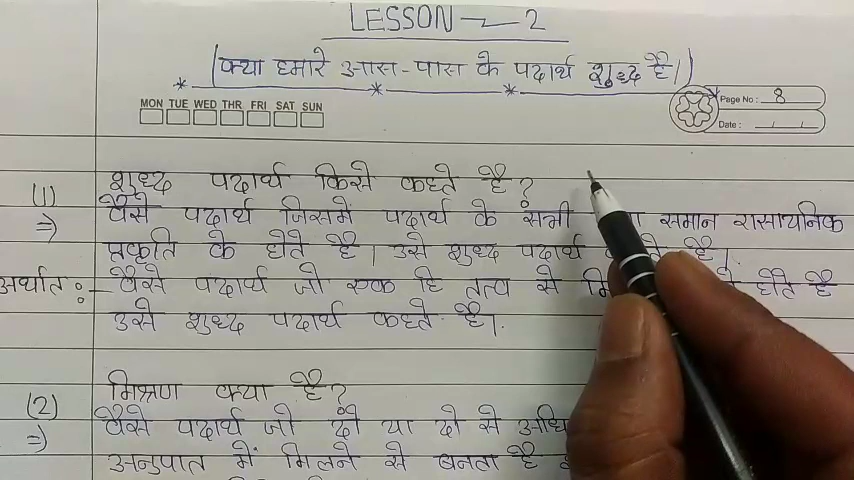 LESSON — 2
(क्या हमारे आस-पास के पदार्थ शुध्द है।)
MON TUE WED THR FRI SAT SUN
Page No : 8
Date :
(1) शुध्द पदार्थ किसे कहते है?
⇒ वैसे पदार्थ जिसमें पदार्थ के सभी समान रासायनिक
प्रकृति के होते है। उसे शुध्द पदार्थ है।
अर्थात :- वैसे पदार्थ जो एक हि तत्व से होते है
उसे शुध्द पदार्थ कहते है।
(2) मिश्रण क्या है?
⇒ वैसे पदार्थ जो दो या दो से
अनुपात में मिलने से बनता है